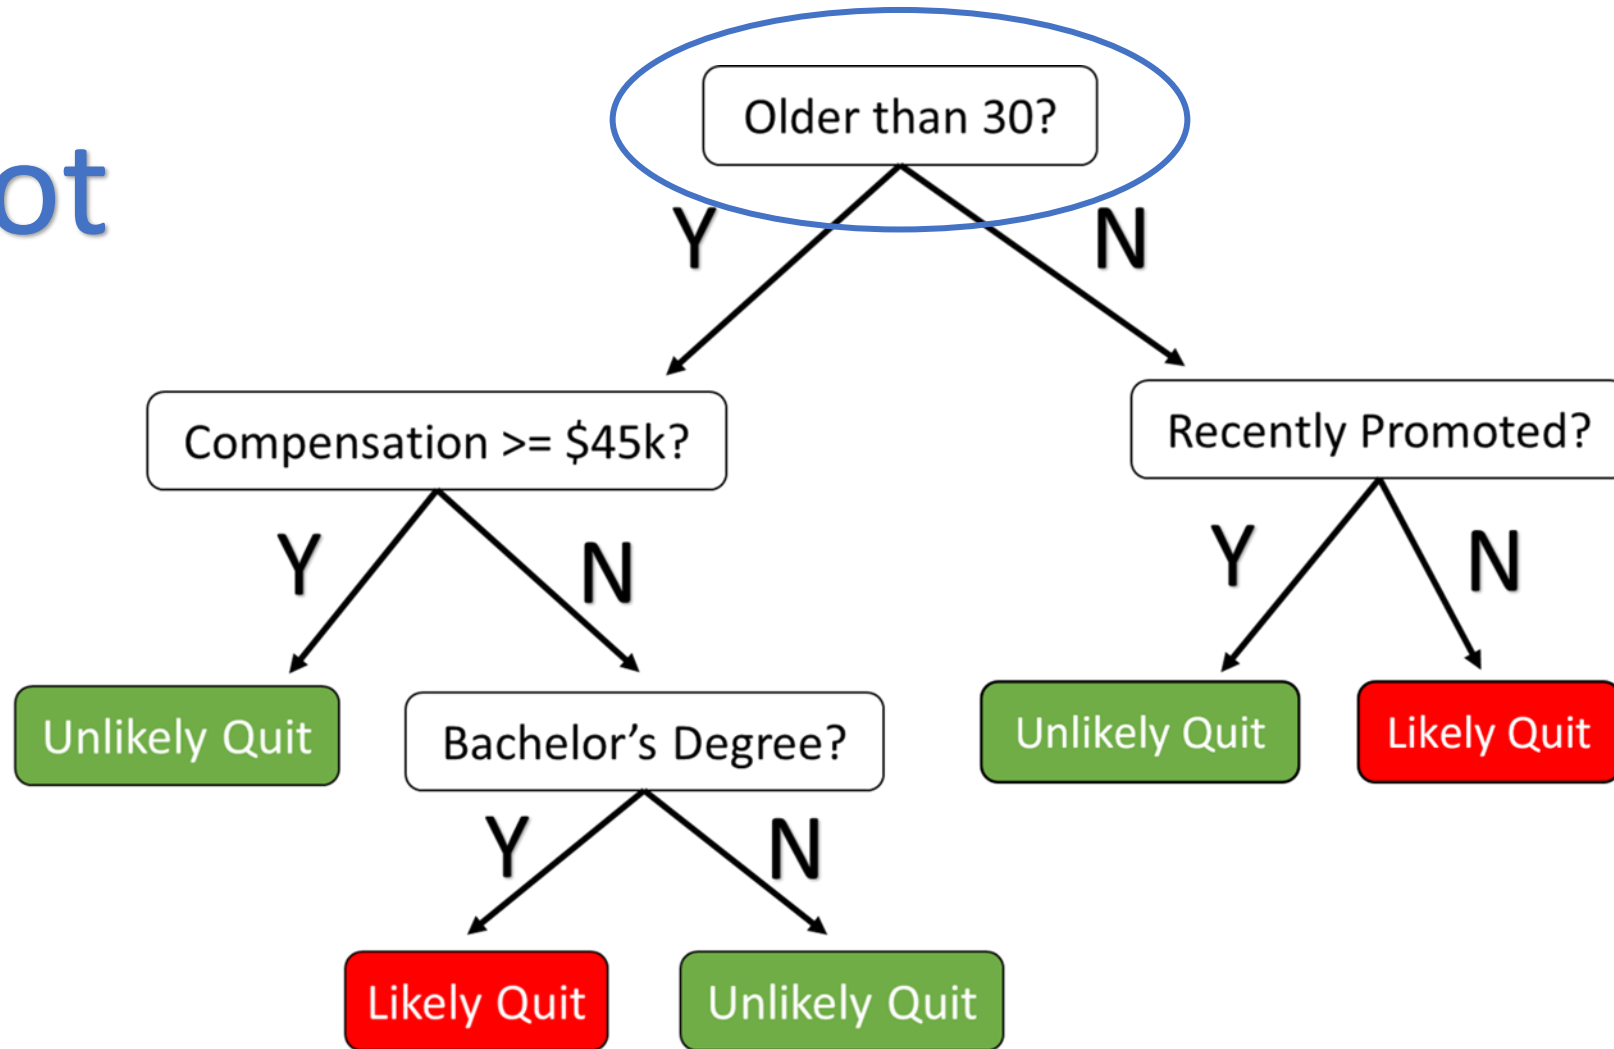 Older than 30?
ot
Y
N
Compensation >= $45k?
Recently Promoted?
Y
N
Y
N
Unlikely Quit
Bachelor’s Degree?
Unlikely Quit
Likely Quit
Y
N
Likely Quit
Unlikely Quit